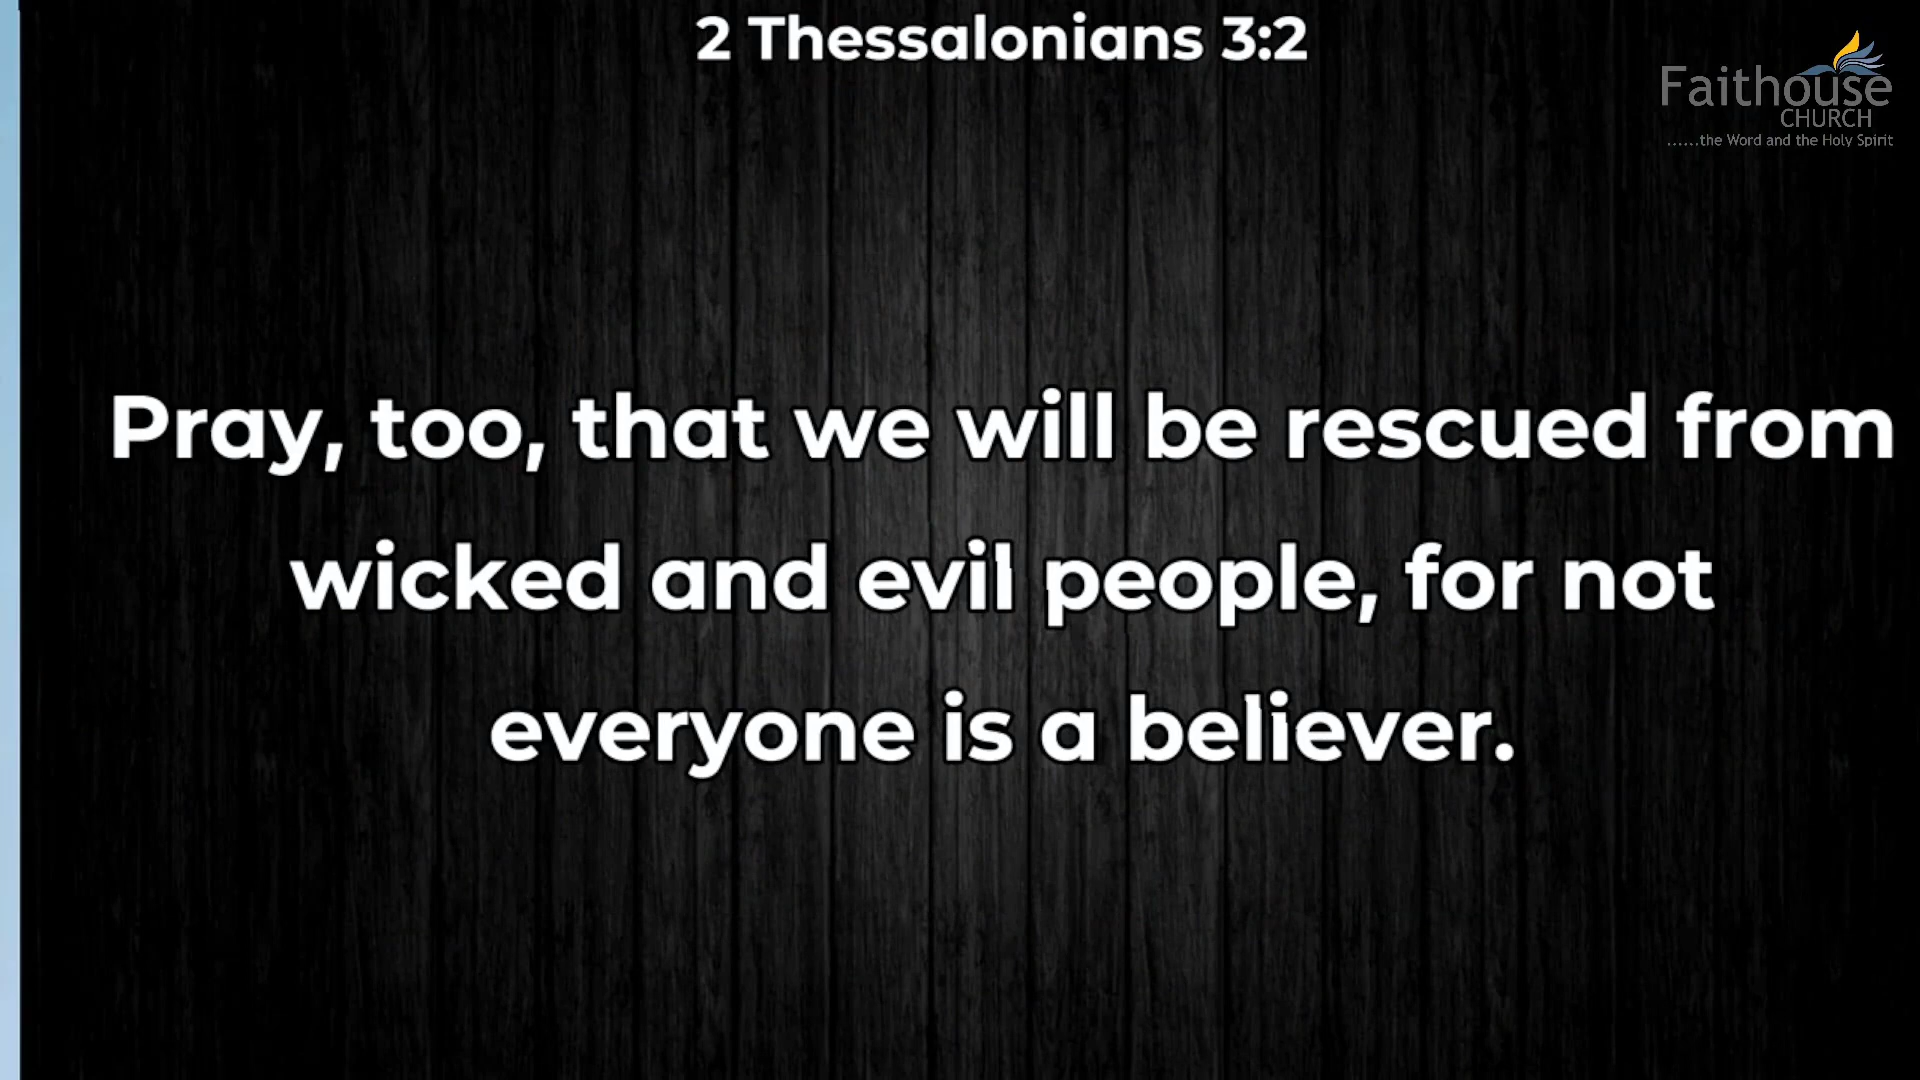 2 Thessalonians 3:2
Faithouse
CHURCH
......the Word and the Holy Spirit
Pray, too, that we will be rescued from
wicked and evil people, for not
everyone is a believer.